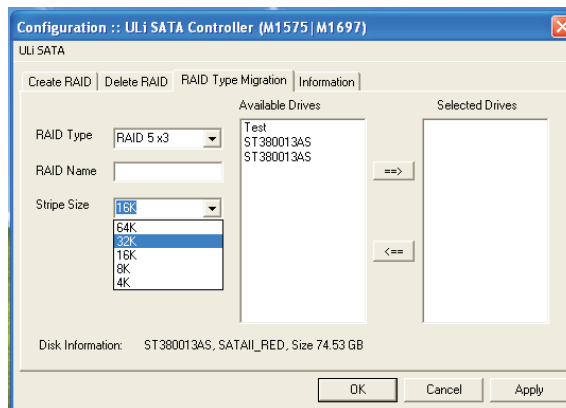 Configuration :: ULi SATA Controller (M1575|M1697)
ULi SATA
Create RAID Delete RAID RAID Type Migration Information
Available Drives Selected Drives
RAID Type RAID 5 x3
Test
ST380013AS
ST380013AS
RAID Name
==>
Stripe Size 16K
64K
32K
16K
8K
4K
<==
Disk Information: ST380013AS, SATAII_RED, Size 74.53 GB
OK Cancel Apply